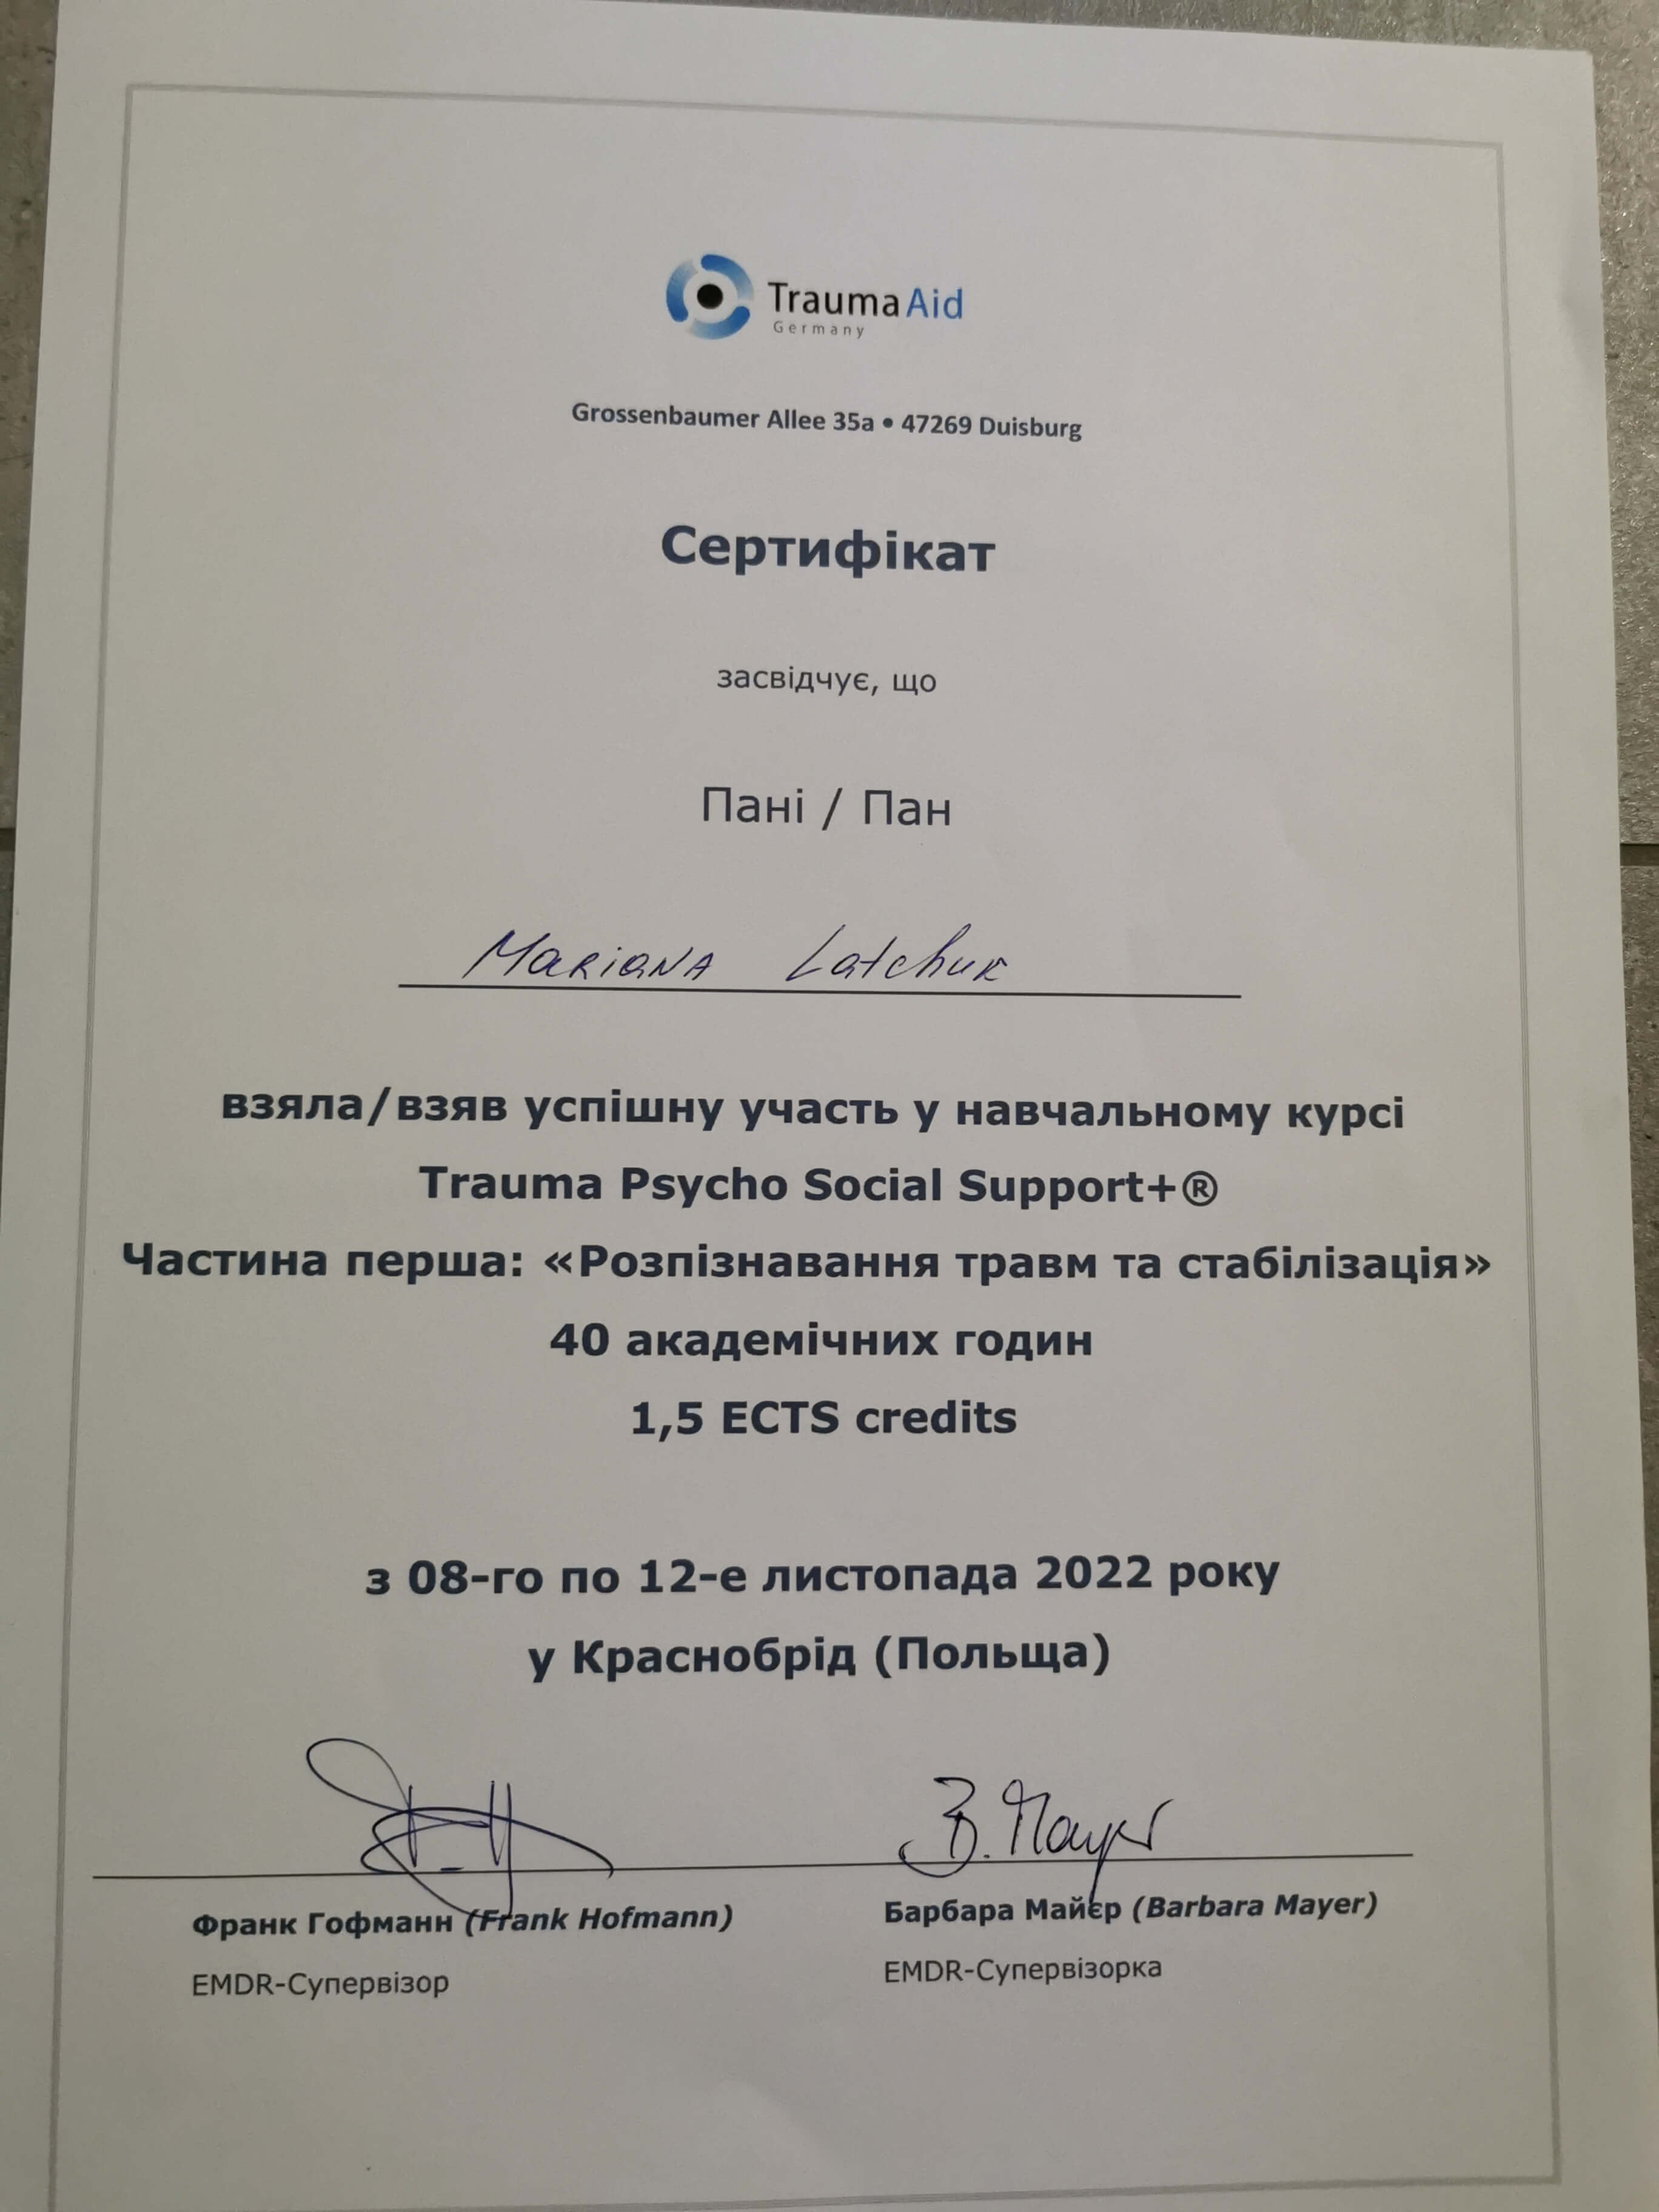 Trauma Aid
Germany
Grossenbaumer Allee 35a • 47269 Duisburg
Сертифікат
засвідчує, що
Пані / Пан
Mariana Latchuk
взяла/взяв успішну участь у навчальному курсі
Trauma Psycho Social Support+®
Частина перша: «Розпізнавання травм та стабілізація»
40 академічних годин
1,5 ECTS credits
з 08-го по 12-е листопада 2022 року
у Краснобрід (Польща)
B. Mayer
Франк Гофманн (Frank Hofmann)
Барбара Майєр (Barbara Mayer)
EMDR-Супервізор
EMDR-Супервізорка